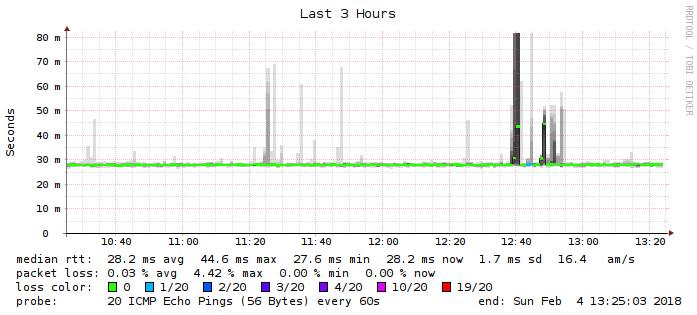 Last 3 Hours
RRDTOOL / TOBI OETIKER
Seconds
80 m
70 m
60 m
50 m
40 m
30 m
20 m
10 m
0
10:40 11:00 11:20 11:40 12:00 12:20 12:40 13:00 13:20
median rtt: 28.2 ms avg 44.6 ms max 27.6 ms min 28.2 ms now 1.7 ms sd 16.4 am/s
packet loss: 0.03 % avg 4.42 % max 0.00 % min 0.00 % now
loss color: 0 1/20 2/20 3/20 4/20 10/20 19/20
probe: 20 ICMP Echo Pings (56 Bytes) every 60s end: Sun Feb 4 13:25:03 2018